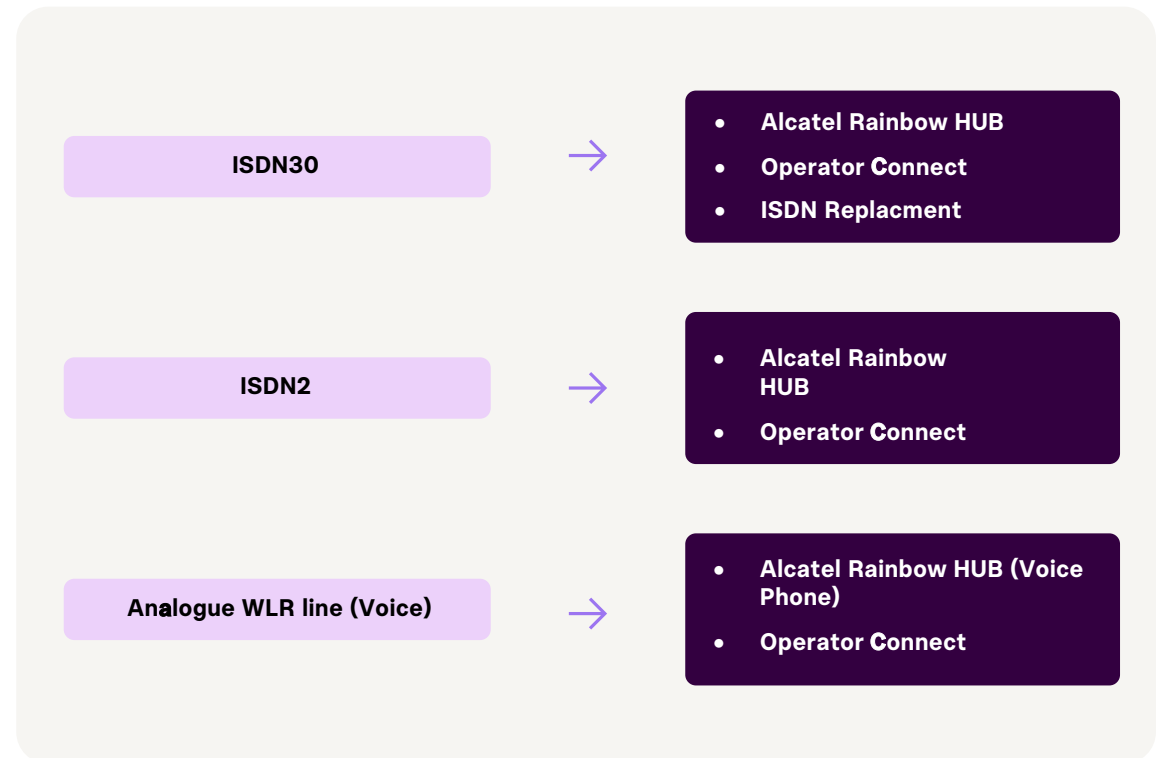 ISDN30
• Alcatel Rainbow HUB
• Operator Connect
• ISDN Replacment
ISDN2
• Alcatel Rainbow
HUB
• Operator Connect
Analogue WLR line (Voice)
• Alcatel Rainbow HUB (Voice
Phone)
• Operator Connect